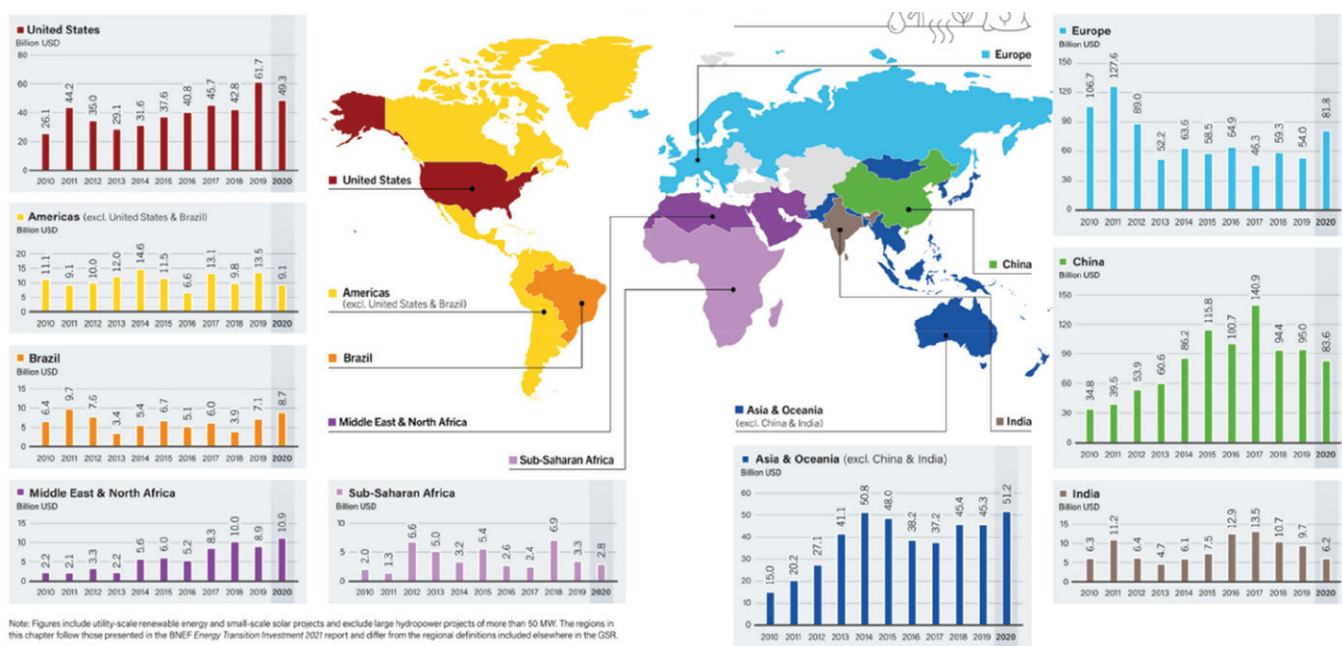 United States
Billion USD
80
60
40
20
0
26.1 44.2 35.0 29.1 31.6 37.6 40.8 45.7 42.8 61.7 49.3
2010 2011 2012 2013 2014 2015 2016 2017 2018 2019 2020
Americas (excl. United States & Brazil)
Billion USD
20
15
10
5
0
11.1 9.1 10.0 12.0 14.6 11.5 6.6 13.1 9.8 13.5 9.1
2010 2011 2012 2013 2014 2015 2016 2017 2018 2019 2020
Brazil
Billion USD
15
10
5
0
6.4 9.7 7.6 3.4 5.4 6.7 5.1 6.0 3.9 7.1 8.7
2010 2011 2012 2013 2014 2015 2016 2017 2018 2019 2020
Middle East & North Africa
Billion USD
15
10
5
0
2.2 2.1 3.3 2.2 5.6 6.0 5.2 8.3 10.0 8.9 10.9
2010 2011 2012 2013 2014 2015 2016 2017 2018 2019 2020
Sub-Saharan Africa
Billion USD
10
5
0
2.0 1.3 6.6 5.0 3.2 5.4 2.6 2.4 6.9 3.3 2.8
2010 2011 2012 2013 2014 2015 2016 2017 2018 2019 2020
United States
Americas
(excl. United States & Brazil)
Brazil
Middle East & North Africa
Sub-Saharan Africa
Europe
China
Asia & Oceania
(excl. China & India)
India
Asia & Oceania (excl. China & India)
Billion USD
60
50
40
30
20
10
0
15.0 20.2 27.1 41.1 50.8 48.0 38.2 37.2 45.4 45.3 51.2
2010 2011 2012 2013 2014 2015 2016 2017 2018 2019 2020
Europe
Billion USD
150
120
90
60
30
0
106.7 127.6 89.0 52.2 63.6 58.5 64.9 46.3 59.3 54.0 81.8
2010 2011 2012 2013 2014 2015 2016 2017 2018 2019 2020
China
Billion USD
150
120
90
60
30
0
34.8 39.5 53.9 60.6 86.2 115.8 100.7 140.9 94.4 95.0 83.6
2010 2011 2012 2013 2014 2015 2016 2017 2018 2019 2020
India
Billion USD
15
10
5
0
6.3 11.2 6.4 4.7 6.1 7.5 12.9 13.5 10.7 9.7 6.2
2010 2011 2012 2013 2014 2015 2016 2017 2018 2019 2020
Note: Figures include utility-scale renewable energy and small-scale solar projects and exclude large hydropower projects of more than 50 MW. The regions in
this chapter follow those presented in the BNEF Energy Transition Investment 2021 report and differ from the regional definitions included elsewhere in the GSR.